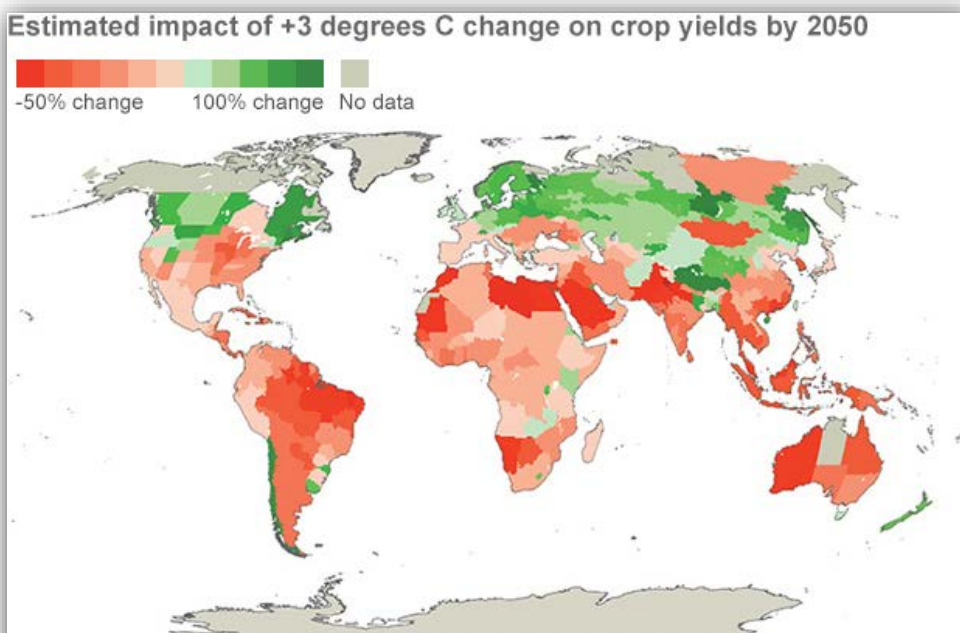 Estimated impact of +3 degrees C change on crop yields by 2050
-50% change 100% change No data